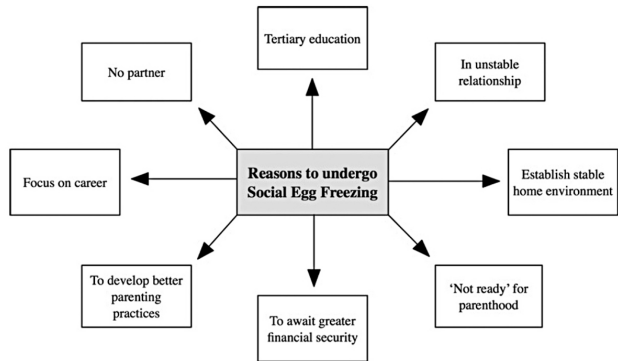 Tertiary education
No partner
In unstable
relationship
Focus on career
Reasons to undergo
Social Egg Freezing
Establish stable
home environment
To develop better
parenting
practices
To await greater
financial security
‘Not ready’ for
parenthood